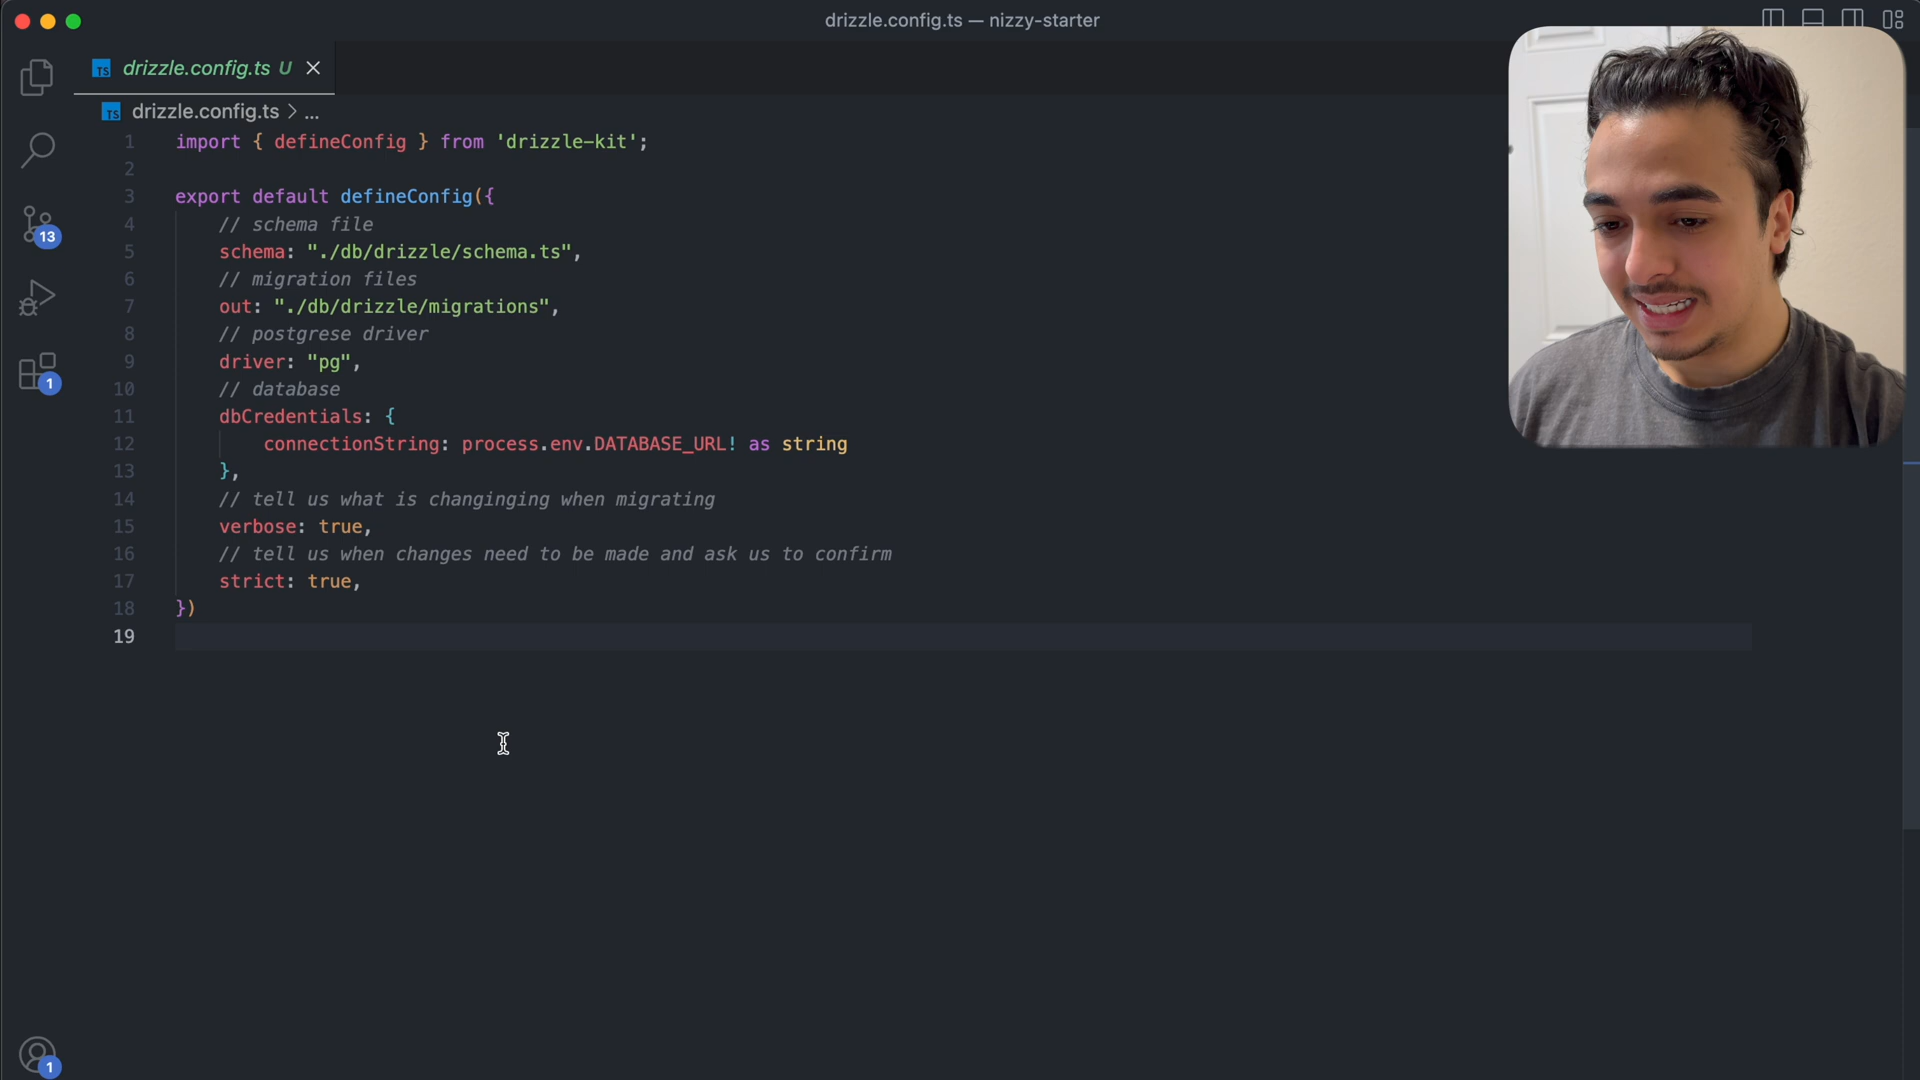 drizzle.config.ts — nizzy-starter
TS drizzle.config.ts U
TS drizzle.config.ts > ...
1 import { defineConfig } from 'drizzle-kit';
2
3 export default defineConfig({
4 // schema file
5 schema: "./db/drizzle/schema.ts",
6 // migration files
7 out: "./db/drizzle/migrations",
8 // postgrese driver
9 driver: "pg",
10 // database
11 dbCredentials: {
12 connectionString: process.env.DATABASE_URL! as string
13 },
14 // tell us what is changinging when migrating
15 verbose: true,
16 // tell us when changes need to be made and ask us to confirm
17 strict: true,
18 })
19
13
1
1